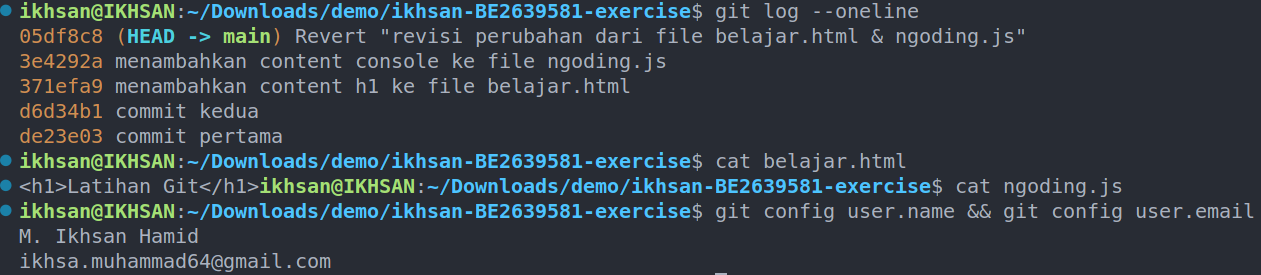 ikhsan@IKHSAN:~/Downloads/demo/ikhsan-BE2639581-exercise$ git log --oneline
05df8c8 (HEAD -> main) Revert "revisi perubahan dari file belajar.html & ngoding.js"
3e4292a menambahkan content console ke file ngoding.js
371efa9 menambahkan content h1 ke file belajar.html
d6d34b1 commit kedua
de23e03 commit pertama
ikhsan@IKHSAN:~/Downloads/demo/ikhsan-BE2639581-exercise$ cat belajar.html
<h1>Latihan Git</h1>ikhsan@IKHSAN:~/Downloads/demo/ikhsan-BE2639581-exercise$ cat ngoding.js
ikhsan@IKHSAN:~/Downloads/demo/ikhsan-BE2639581-exercise$ git config user.name && git config user.email
M. Ikhsan Hamid
ikhsa.muhammad64@gmail.com